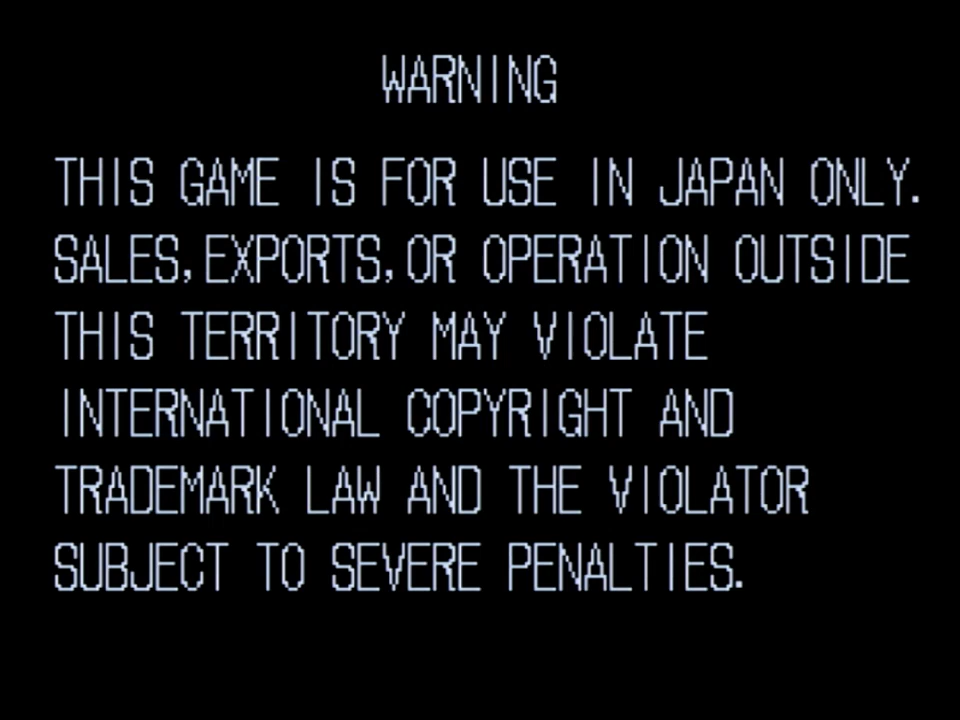 WARNING
THIS GAME IS FOR USE IN JAPAN ONLY.
SALES,EXPORTS,OR OPERATION OUTSIDE
THIS TERRITORY MAY VIOLATE
INTERNATIONAL COPYRIGHT AND
TRADEMARK LAW AND THE VIOLATOR
SUBJECT TO SEVERE PENALTIES.